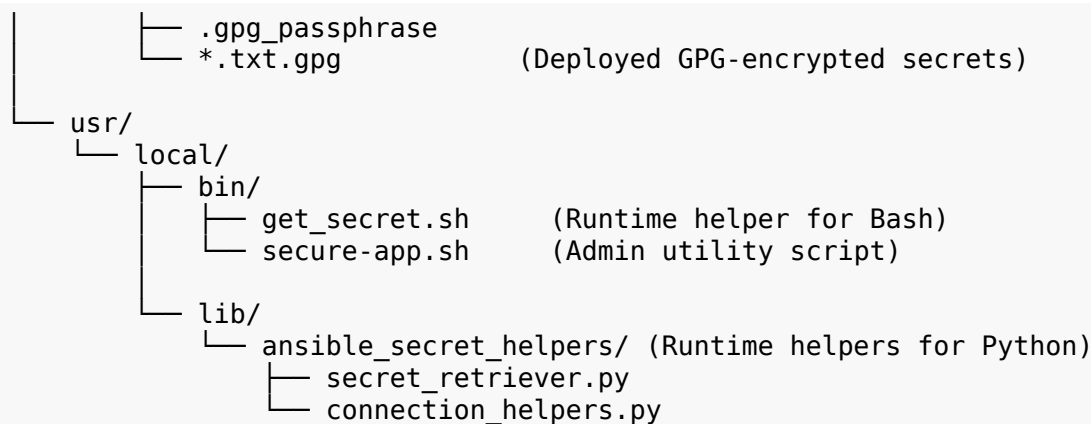 │       ├── .gpg_passphrase
│       └── *.txt.gpg          (Deployed GPG-encrypted secrets)
│
└── usr/
    └── local/
        ├── bin/
        │   ├── get_secret.sh     (Runtime helper for Bash)
        │   └── secure-app.sh     (Admin utility script)
        │
        └── lib/
            └── ansible_secret_helpers/ (Runtime helpers for Python)
                ├── secret_retriever.py
                └── connection_helpers.py